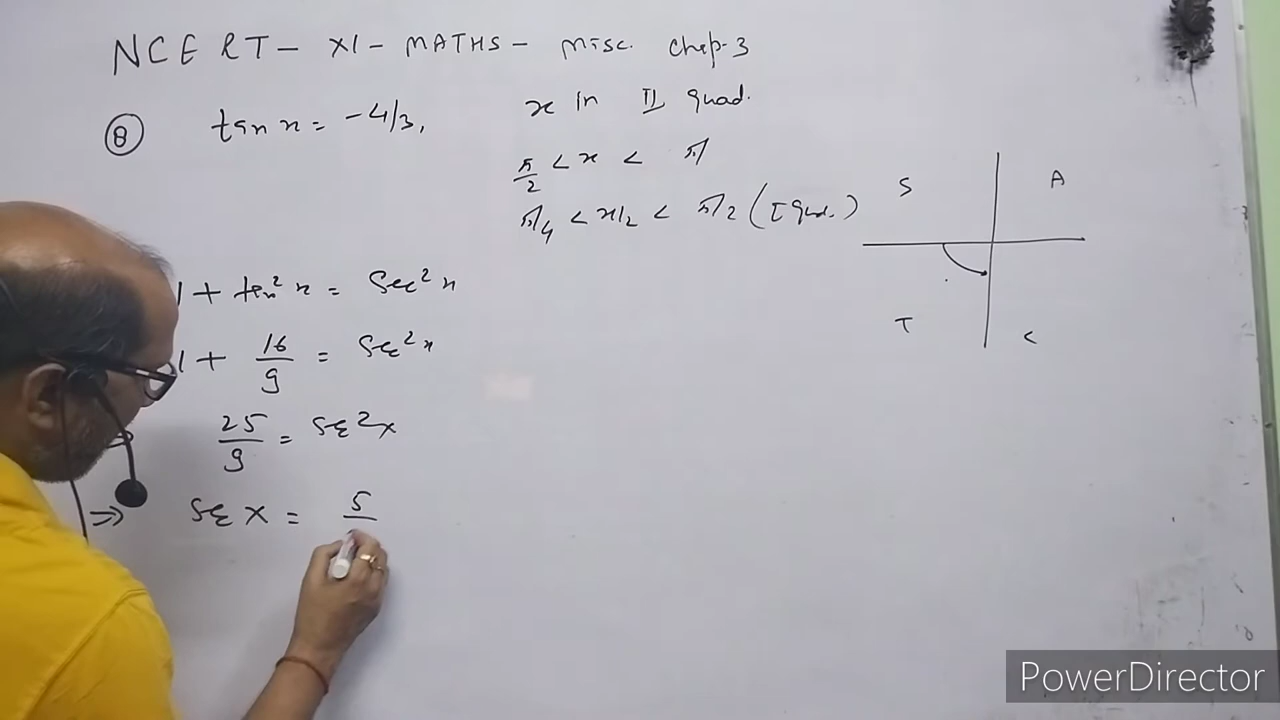 NCERT - XI - MATHS - Misc. Chap-3
⑧ tan x = -4/3, x in II quad.
π/2 < x < π
π/4 < x/2 < π/2 (I quad.)
S A
T C
1 + tan² x = Sec² x
1 + 16/9 = Sec² x
25/9 = Sec² x
⇒ Sec x = 5
PowerDirector